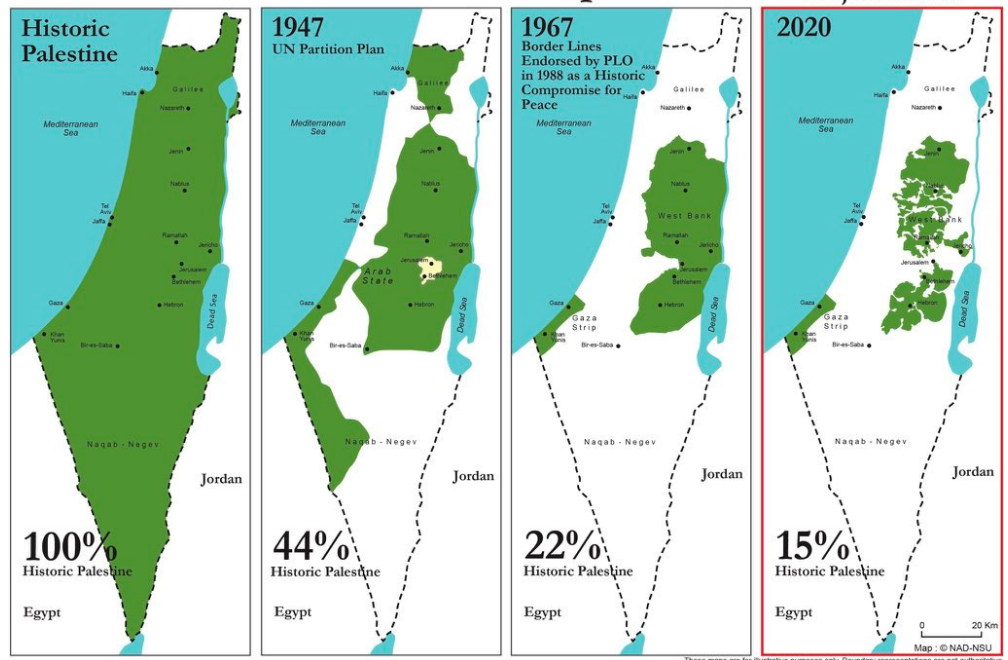 Historic
Palestine
Akka
Haifa
Galilee
Nazareth
Mediterranean
Sea
Jenin
Nablus
Tel
Aviv
Jaffa
Ramallah
Jericho
Jerusalem
Bethlehem
Gaza
Hebron
Dead Sea
Khan
Yunis
Bir-es-Saba
Naqab - Negev
Jordan
100%
Historic Palestine
Egypt
1947
UN Partition Plan
Akka
Galilee
Haifa
Nazareth
Mediterranean
Sea
Jenin
Nablus
Tel
Aviv
Jaffa
Ramallah
Jericho
Jerusalem
Arab
State
Bethlehem
Gaza
Hebron
Dead Sea
Khan
Yunis
Bir-es-Saba
Naqab - Negev
Jordan
44%
Historic Palestine
Egypt
1967
Border Lines
Endorsed by PLO
in 1988 as a Historic
Compromise for
Peace
Akka
Galilee
Haifa
Nazareth
Mediterranean
Sea
Jenin
Nablus
West Bank
Tel
Aviv
Jaffa
Ramallah
Jericho
Jerusalem
Bethlehem
Gaza
Gaza
Strip
Hebron
Dead Sea
Khan
Yunis
Bir-es-Saba
Naqab - Negev
Jordan
22%
Historic Palestine
Egypt
2020
Akka
Galilee
Haifa
Nazareth
Mediterranean
Sea
Jenin
Nablus
West Bank
Tel
Aviv
Jaffa
Ramallah
Jericho
Jerusalem
Bethlehem
Gaza
Gaza
Strip
Hebron
Dead Sea
Khan
Yunis
Bir-es-Saba
Naqab - Negev
Jordan
15%
Historic Palestine
Egypt
0 20 Km
Map : © NAD-NSU